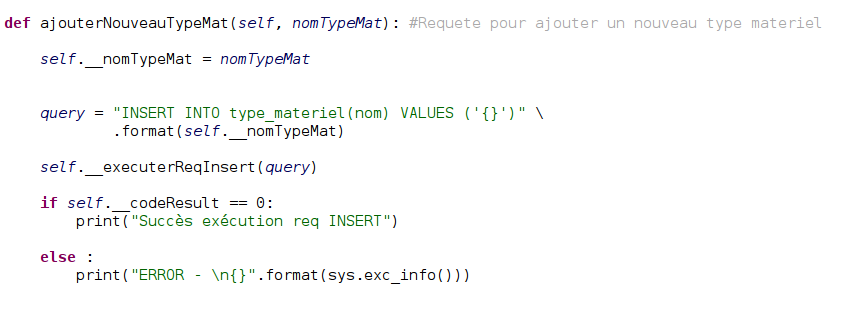 def ajouterNouveauTypeMat(self, nomTypeMat): #Requete pour ajouter un nouveau type materiel
self.__nomTypeMat = nomTypeMat
query = "INSERT INTO type_materiel(nom) VALUES ('{}')" \
.format(self.__nomTypeMat)
self.__executerReqInsert(query)
if self.__codeResult == 0:
print("Succès exécution req INSERT")
else :
print("ERROR - \n{}".format(sys.exc_info()))